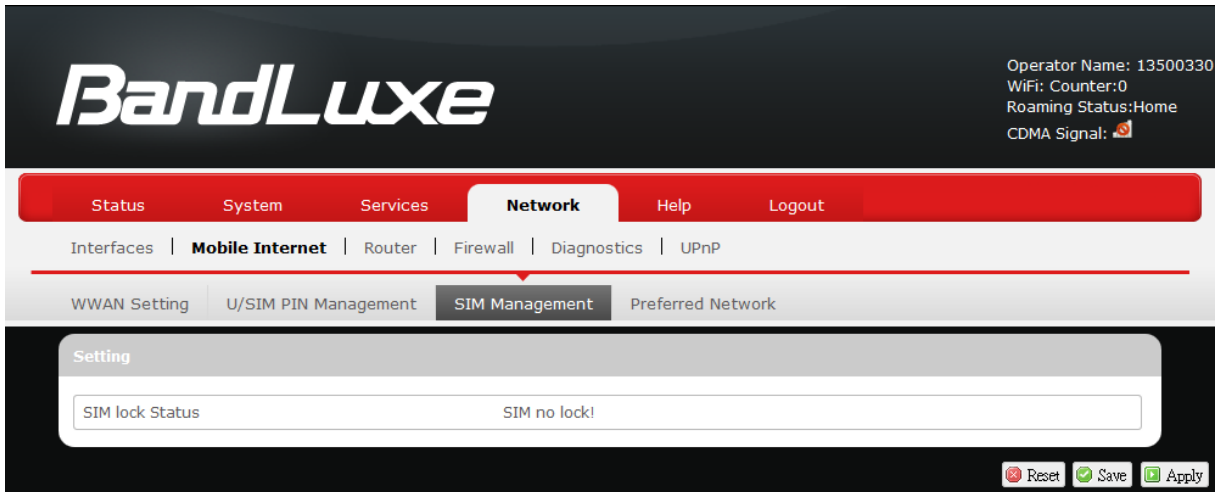 BandLuxe
Operator Name: 13500330
WiFi: Counter:0
Roaming Status:Home
CDMA Signal:
Status System Services Network Help Logout
Interfaces | Mobile Internet | Router | Firewall | Diagnostics | UPnP
WWAN Setting U/SIM PIN Management SIM Management Preferred Network
Setting
SIM lock Status SIM no lock!
Reset Save Apply